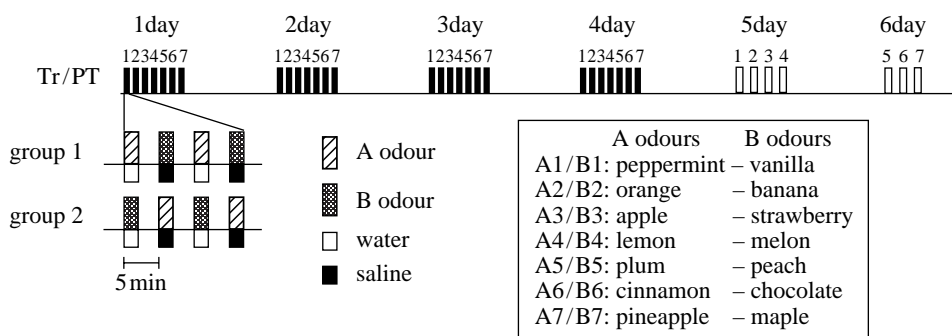 1day 2day 3day 4day 5day 6day
1234567 1234567 1234567 1234567 1 2 3 4 5 6 7
Tr/PT
group 1
group 2
5 min
A odour
B odour
water
saline
A odours B odours
A1/B1: peppermint – vanilla
A2/B2: orange – banana
A3/B3: apple – strawberry
A4/B4: lemon – melon
A5/B5: plum – peach
A6/B6: cinnamon – chocolate
A7/B7: pineapple – maple